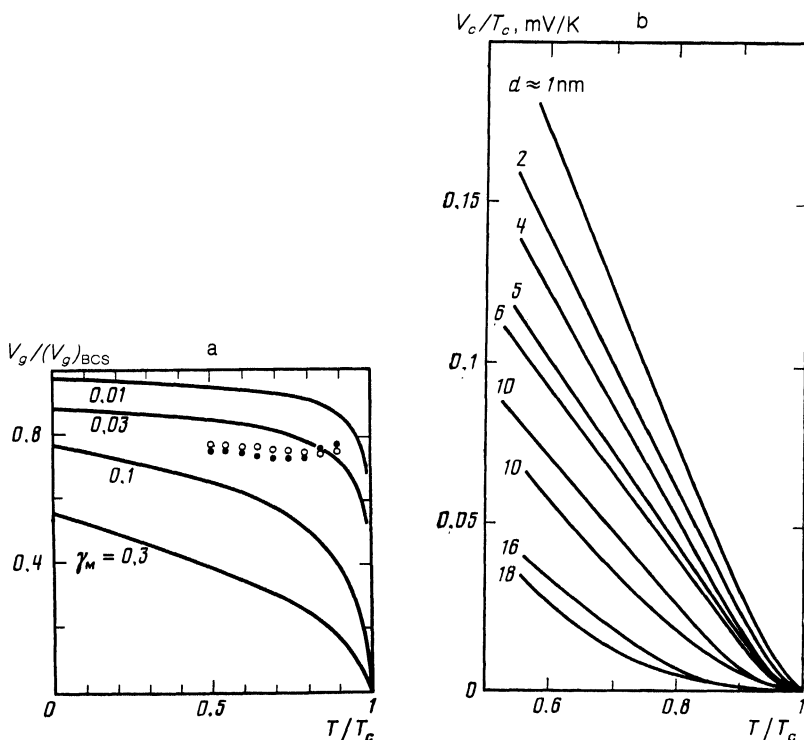 V_c/T_c, mV/K b
d ≈ 1nm
2
0.15
4
5
6
0.1
10
10
0.05
16
18
0
0.6 0.8 1
T/T_c
V_g/(V_g)_BCS a
0.01
0.03
0.8
0.1
0.4
γ_M = 0.3
0 0.5 1
T/T_c